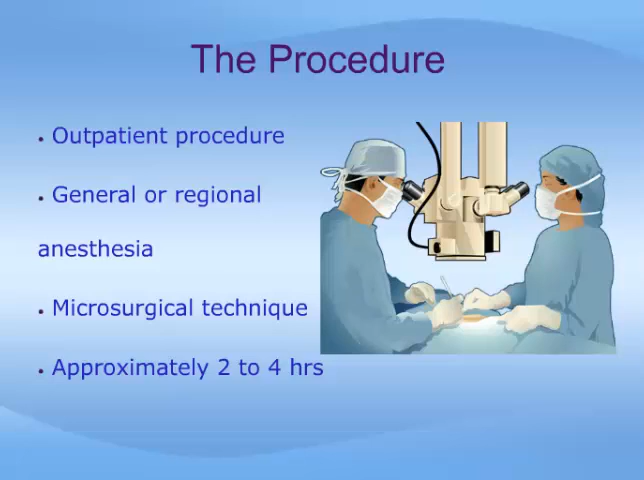 The Procedure
• Outpatient procedure
• General or regional
anesthesia
• Microsurgical technique
• Approximately 2 to 4 hrs